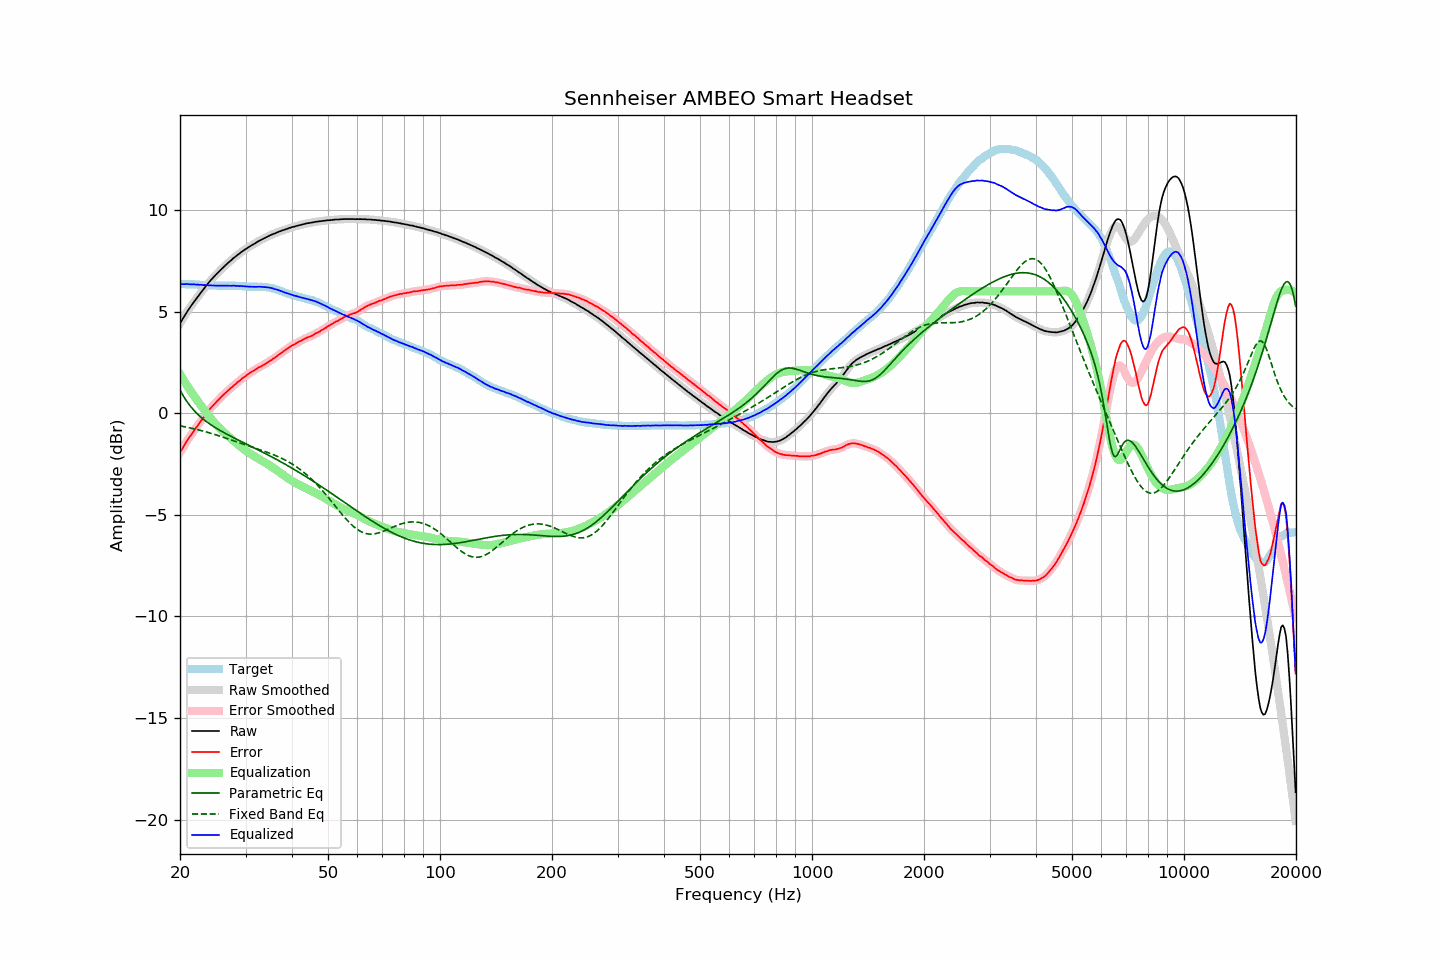 Sennheiser AMBEO Smart Headset
Amplitude (dBr)
10
5
0
−5
−10
−15
−20
Target
Raw Smoothed
Error Smoothed
Raw
Error
Equalization
Parametric Eq
Fixed Band Eq
Equalized
20 50 100 200 500 1000 2000 5000 10000 20000
Frequency (Hz)